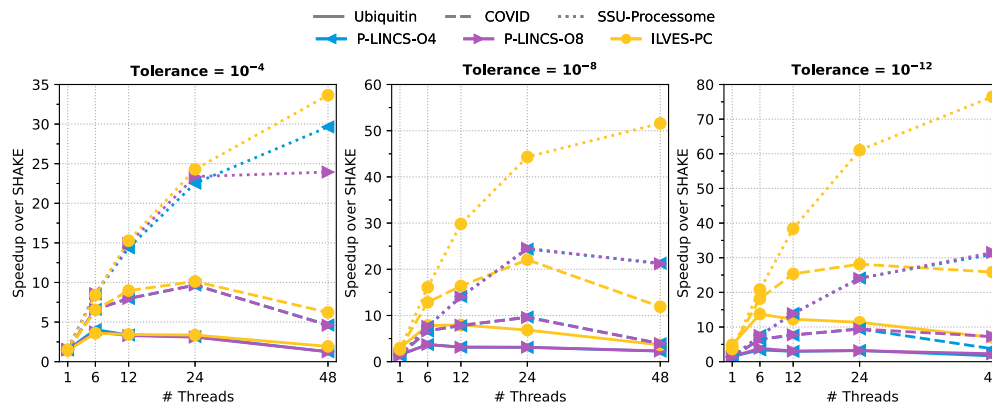 Ubiquitin COVID SSU-Processome
P-LINCS-O4 P-LINCS-O8 ILVES-PC
Tolerance = 10⁻⁴
Speedup over SHAKE
35
30
25
20
15
10
5
0
1 6 12 24 48
# Threads
Tolerance = 10⁻⁸
Speedup over SHAKE
60
50
40
30
20
10
0
1 6 12 24 48
# Threads
Tolerance = 10⁻¹²
Speedup over SHAKE
80
70
60
50
40
30
20
10
0
1 6 12 24 4
# Threads